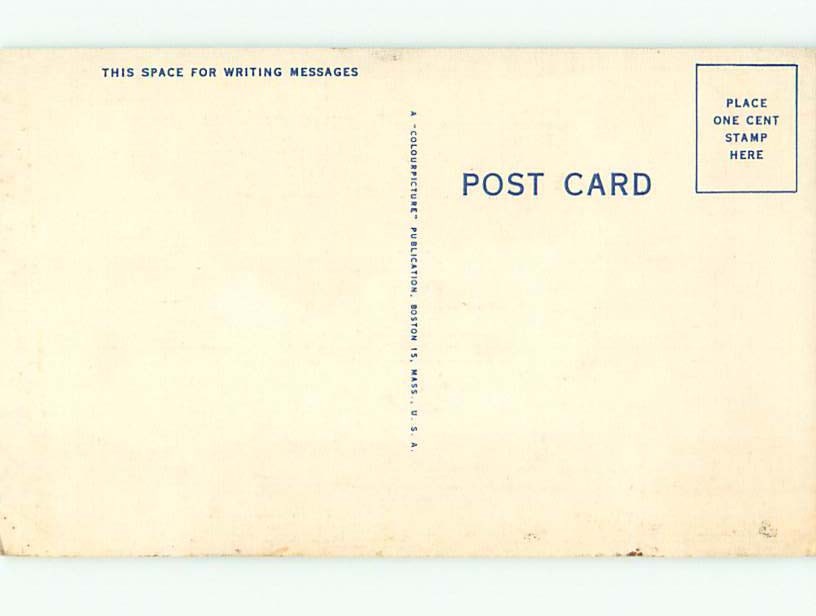 THIS SPACE FOR WRITING MESSAGES
A "COLOURPICTURE" PUBLICATION, BOSTON 15, MASS., U. S. A.
POST CARD
PLACE
ONE CENT
STAMP
HERE